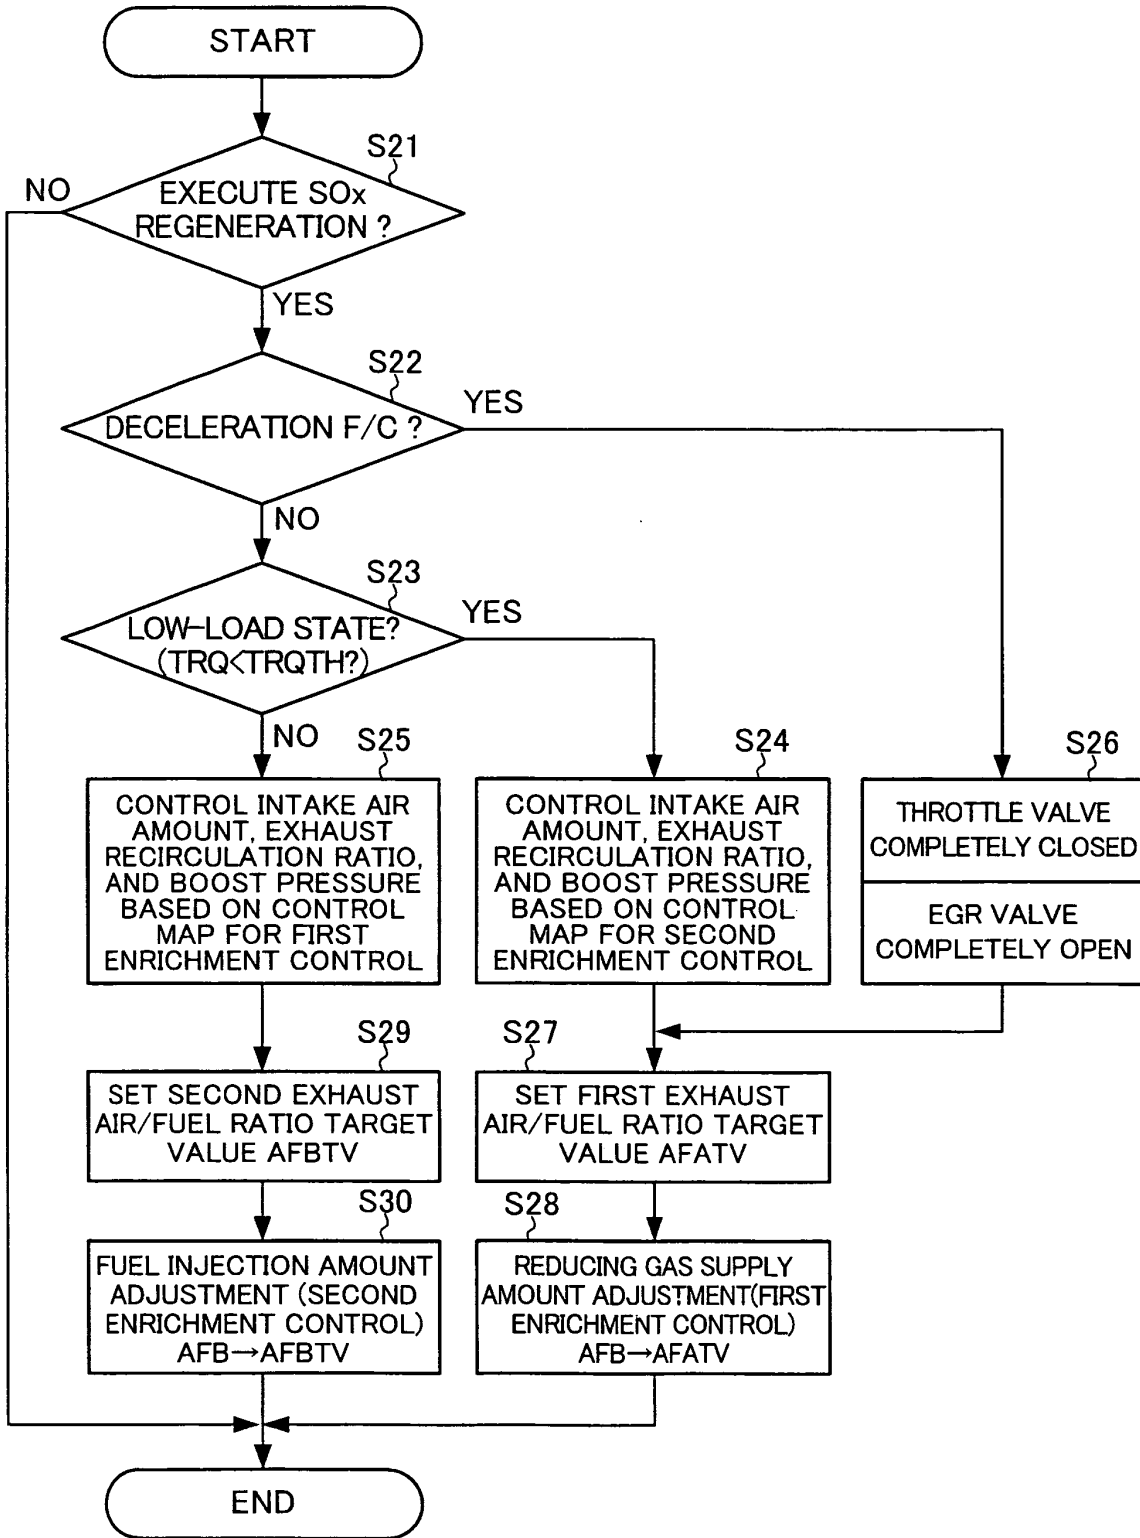 START
S21
NO
EXECUTE SOx
REGENERATION ?
YES
S22
YES
DECELERATION F/C ?
NO
S23
YES
LOW-LOAD STATE?
(TRQ<TRQTH?)
NO
S25
CONTROL INTAKE AIR
AMOUNT, EXHAUST
RECIRCULATION RATIO,
AND BOOST PRESSURE
BASED ON CONTROL
MAP FOR FIRST
ENRICHMENT CONTROL
S24
CONTROL INTAKE AIR
AMOUNT, EXHAUST
RECIRCULATION RATIO,
AND BOOST PRESSURE
BASED ON CONTROL
MAP FOR SECOND
ENRICHMENT CONTROL
S26
THROTTLE VALVE
COMPLETELY CLOSED
EGR VALVE
COMPLETELY OPEN
S29
SET SECOND EXHAUST
AIR/FUEL RATIO TARGET
VALUE AFBTV
S27
SET FIRST EXHAUST
AIR/FUEL RATIO TARGET
VALUE AFATV
S30
FUEL INJECTION AMOUNT
ADJUSTMENT (SECOND
ENRICHMENT CONTROL)
AFB→AFBTV
S28
REDUCING GAS SUPPLY
AMOUNT ADJUSTMENT(FIRST
ENRICHMENT CONTROL)
AFB→AFATV
END